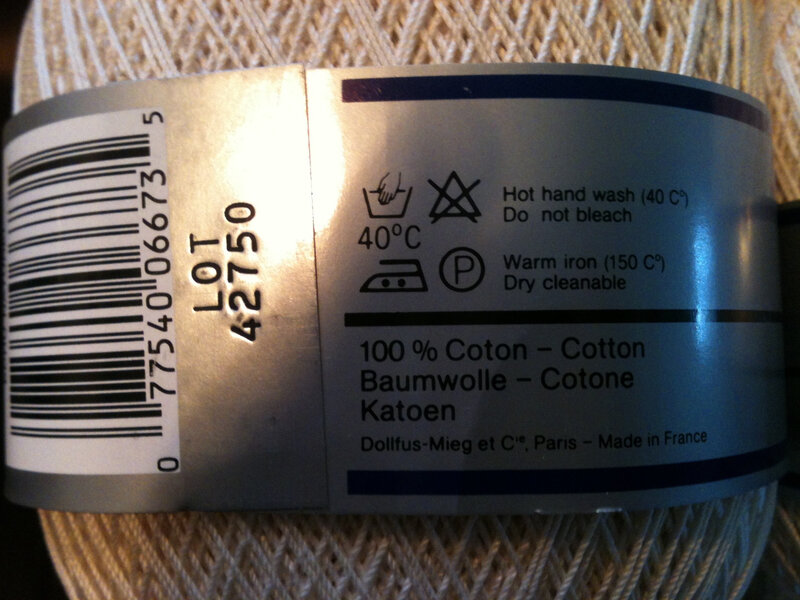 0 77540 06673 5
LOT
42750
Hot hand wash (40 C°)
Do not bleach
40°C
Warm iron (150 C°)
Dry cleanable
P
100 % Coton – Cotton
Baumwolle – Cotone
Katoen
Dollfus-Mieg et Cie, Paris – Made in France